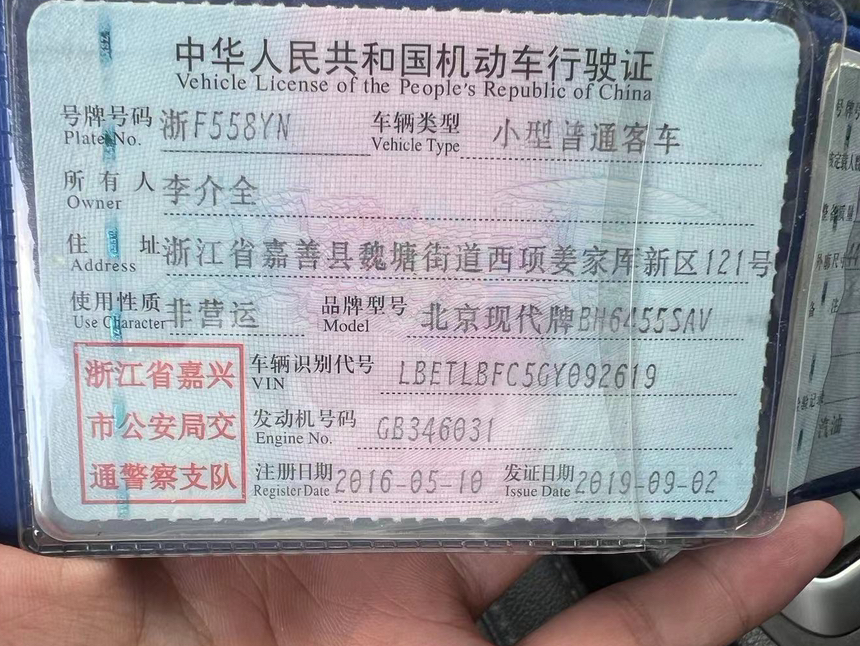 中华人民共和国机动车行驶证
Vehicle License of the People's Republic of China
号牌号码 浙F558YN 车辆类型 小型普通客车
Plate No. Vehicle Type
所有人 李介全
Owner
住址 浙江省嘉善县魏塘街道西项姜家厍新区121号
Address
使用性质 非营运 品牌型号 北京现代牌BH6455SAV
Use Character Model
浙江省嘉兴
市公安局交
通警察支队
车辆识别代号 LBETLBFC5GY092619
VIN
发动机号码 GB346031
Engine No.
注册日期 2016-05-10 发证日期 2019-09-02
Register Date Issue Date
号牌号
备注
汽油